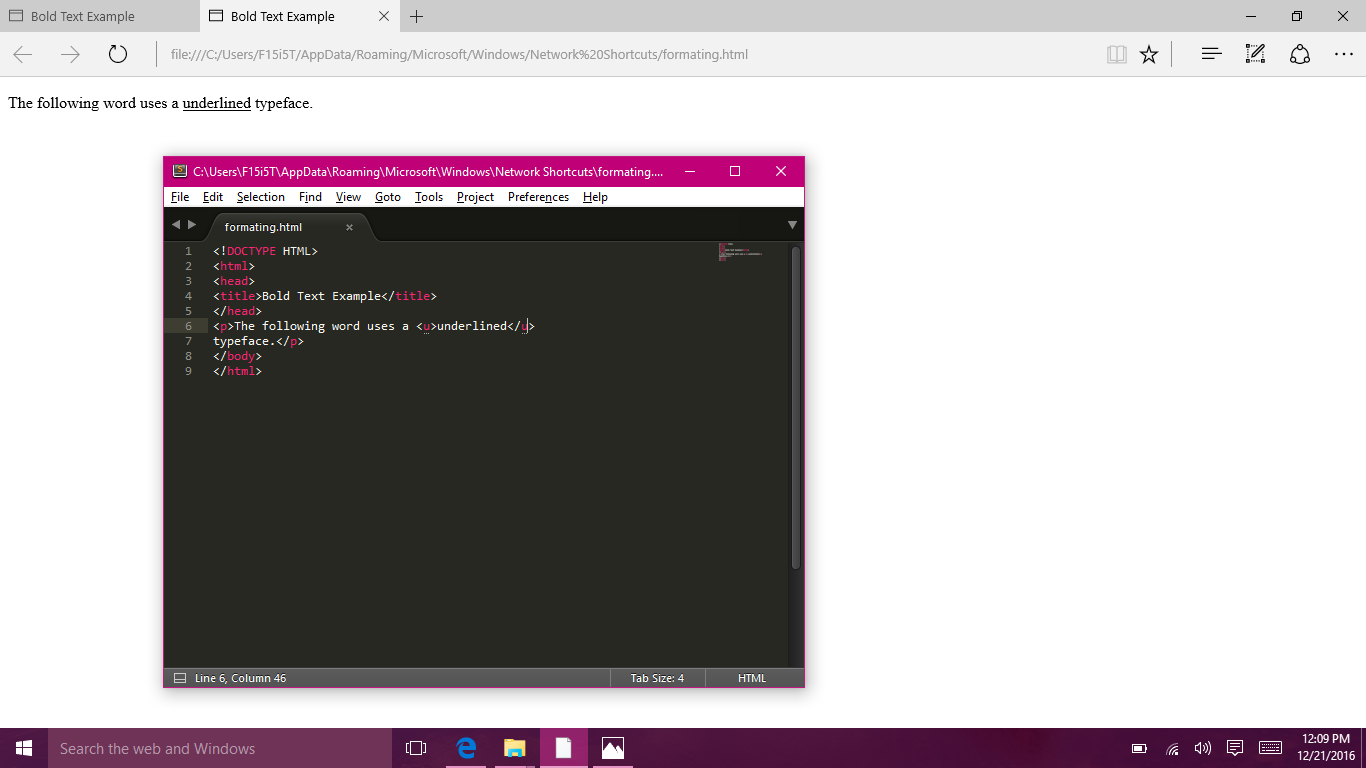 Bold Text Example
Bold Text Example
file:///C:/Users/F15i5T/AppData/Roaming/Microsoft/Windows/Network%20Shortcuts/formating.html
The following word uses a underlined typeface.
C:\Users\F15i5T\AppData\Roaming\Microsoft\Windows\Network Shortcuts\formating....
File Edit Selection Find View Goto Tools Project Preferences Help
formating.html
1 <!DOCTYPE HTML>
2 <html>
3 <head>
4 <title>Bold Text Example</title>
5 </head>
6 <p>The following word uses a <u>underlined</u>
7 typeface.</p>
8 </body>
9 </html>
Line 6, Column 46 Tab Size: 4 HTML
Search the web and Windows
12:09 PM
12/21/2016